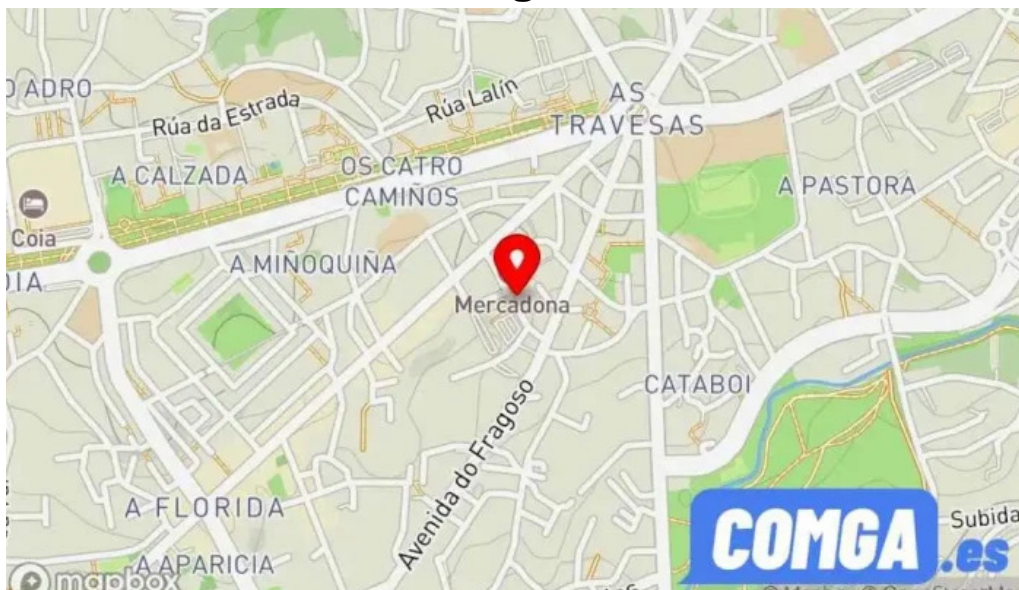 ADRO
Rúa da Estrada
Rúa Lalín
AS
TRAVESAS
A CALZADA
OS CATRO
CAMIÑOS
A PASTORA
Coia
A MIÑOQUIÑA
Mercadona
CATABOI
Avenida do Fragoso
A FLORIDA
A APARICIA
mapbox
COMGA.es
Subida